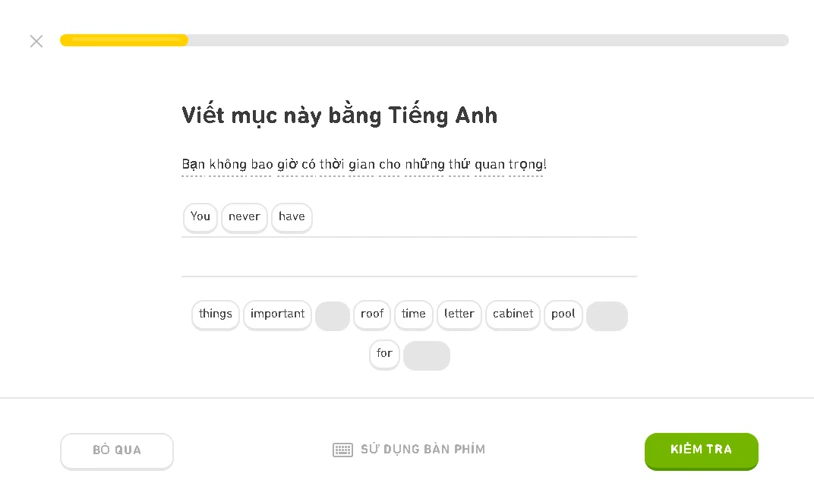 Viết mục này bằng Tiếng Anh
Bạn không bao giờ có thời gian cho những thứ quan trọng!
You never have
things important roof time letter cabinet pool
for
BỎ QUA SỬ DỤNG BÀN PHÍM KIỂM TRA